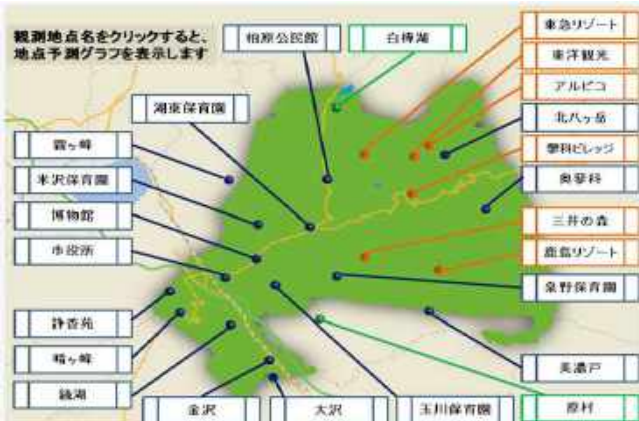 観測地点名をクリックすると、
地点予測グラフを表示します
柏原公民館
白樺湖
東急リゾート
東洋観光
アルピコ
北八ヶ岳
蓼科ビレッジ
奥蓼科
三井の森
鹿島リゾート
泉野保育園
美濃戸
原村
湖東保育園
霧ヶ峰
米沢保育園
博物館
市役所
静香苑
晴ヶ峰
鏡湖
金沢
大沢
玉川保育園